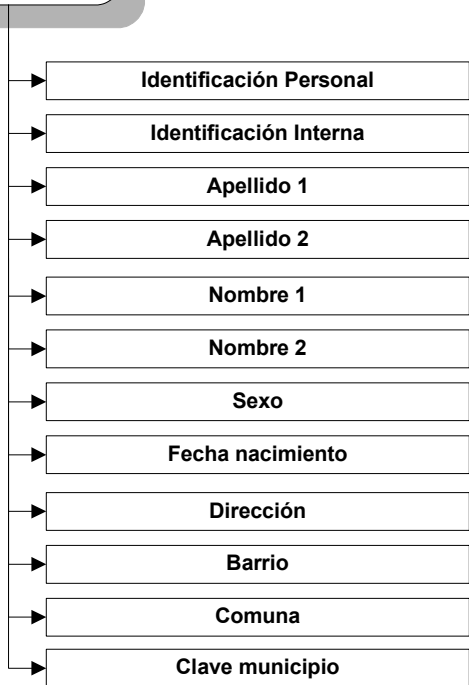 Identificación Personal
Identificación Interna
Apellido 1
Apellido 2
Nombre 1
Nombre 2
Sexo
Fecha nacimiento
Dirección
Barrio
Comuna
Clave municipio